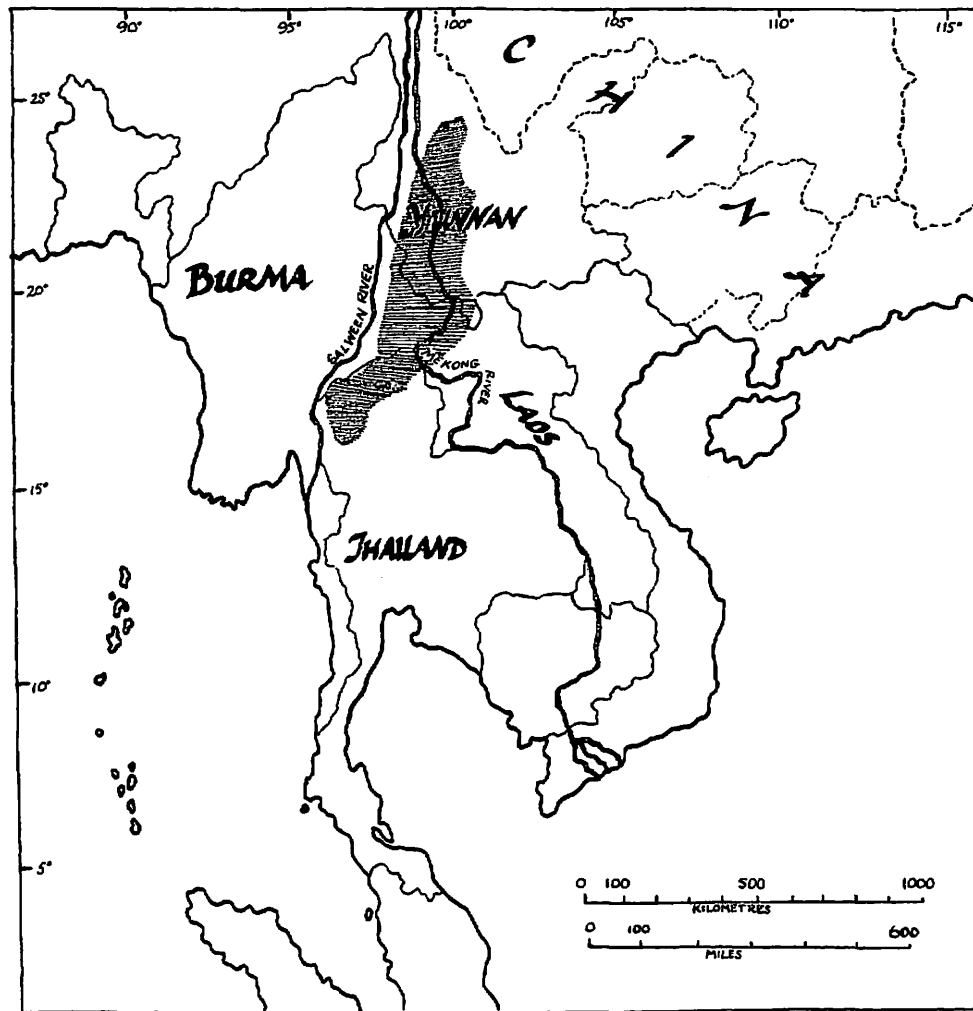 90° 95° 100° 105° 110° 115°
C
H
I
N
A
25°
YUNNAN
BURMA
20°
SALWEEN RIVER
MEKONG
RIVER
LAOS
15°
THAILAND
10°
5°
0 100 500 1000
KILOMETRES
0 100 600
MILES